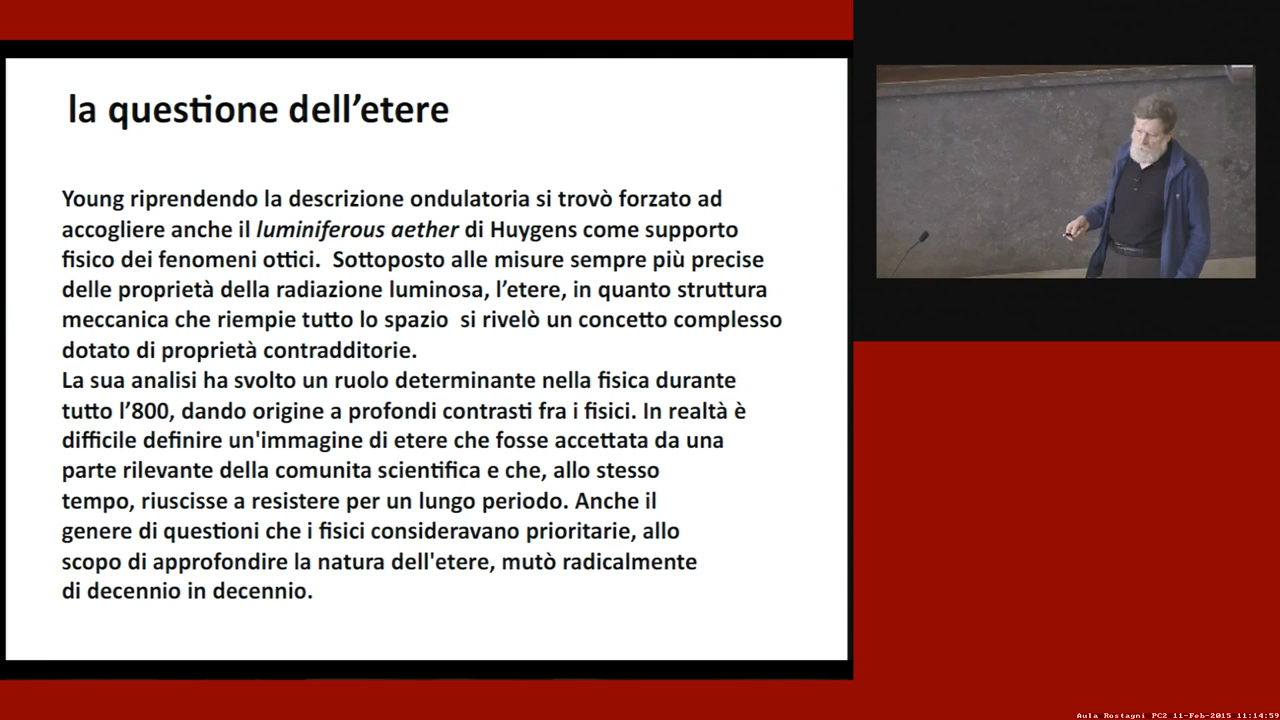 la questione dell’etere
Young riprendendo la descrizione ondulatoria si trovò forzato ad
accogliere anche il luminiferous aether di Huygens come supporto
fisico dei fenomeni ottici.  Sottoposto alle misure sempre più precise
delle proprietà della radiazione luminosa, l’etere, in quanto struttura
meccanica che riempie tutto lo spazio  si rivelò un concetto complesso
dotato di proprietà contradditorie.
La sua analisi ha svolto un ruolo determinante nella fisica durante
tutto l’800, dando origine a profondi contrasti fra i fisici. In realtà è
difficile definire un'immagine di etere che fosse accettata da una
parte rilevante della comunita scientifica e che, allo stesso
tempo, riuscisse a resistere per un lungo periodo. Anche il
genere di questioni che i fisici consideravano prioritarie, allo
scopo di approfondire la natura dell'etere, mutò radicalmente
di decennio in decennio.
Aula Rostagni PC2 11-Feb-2015 11:14:59